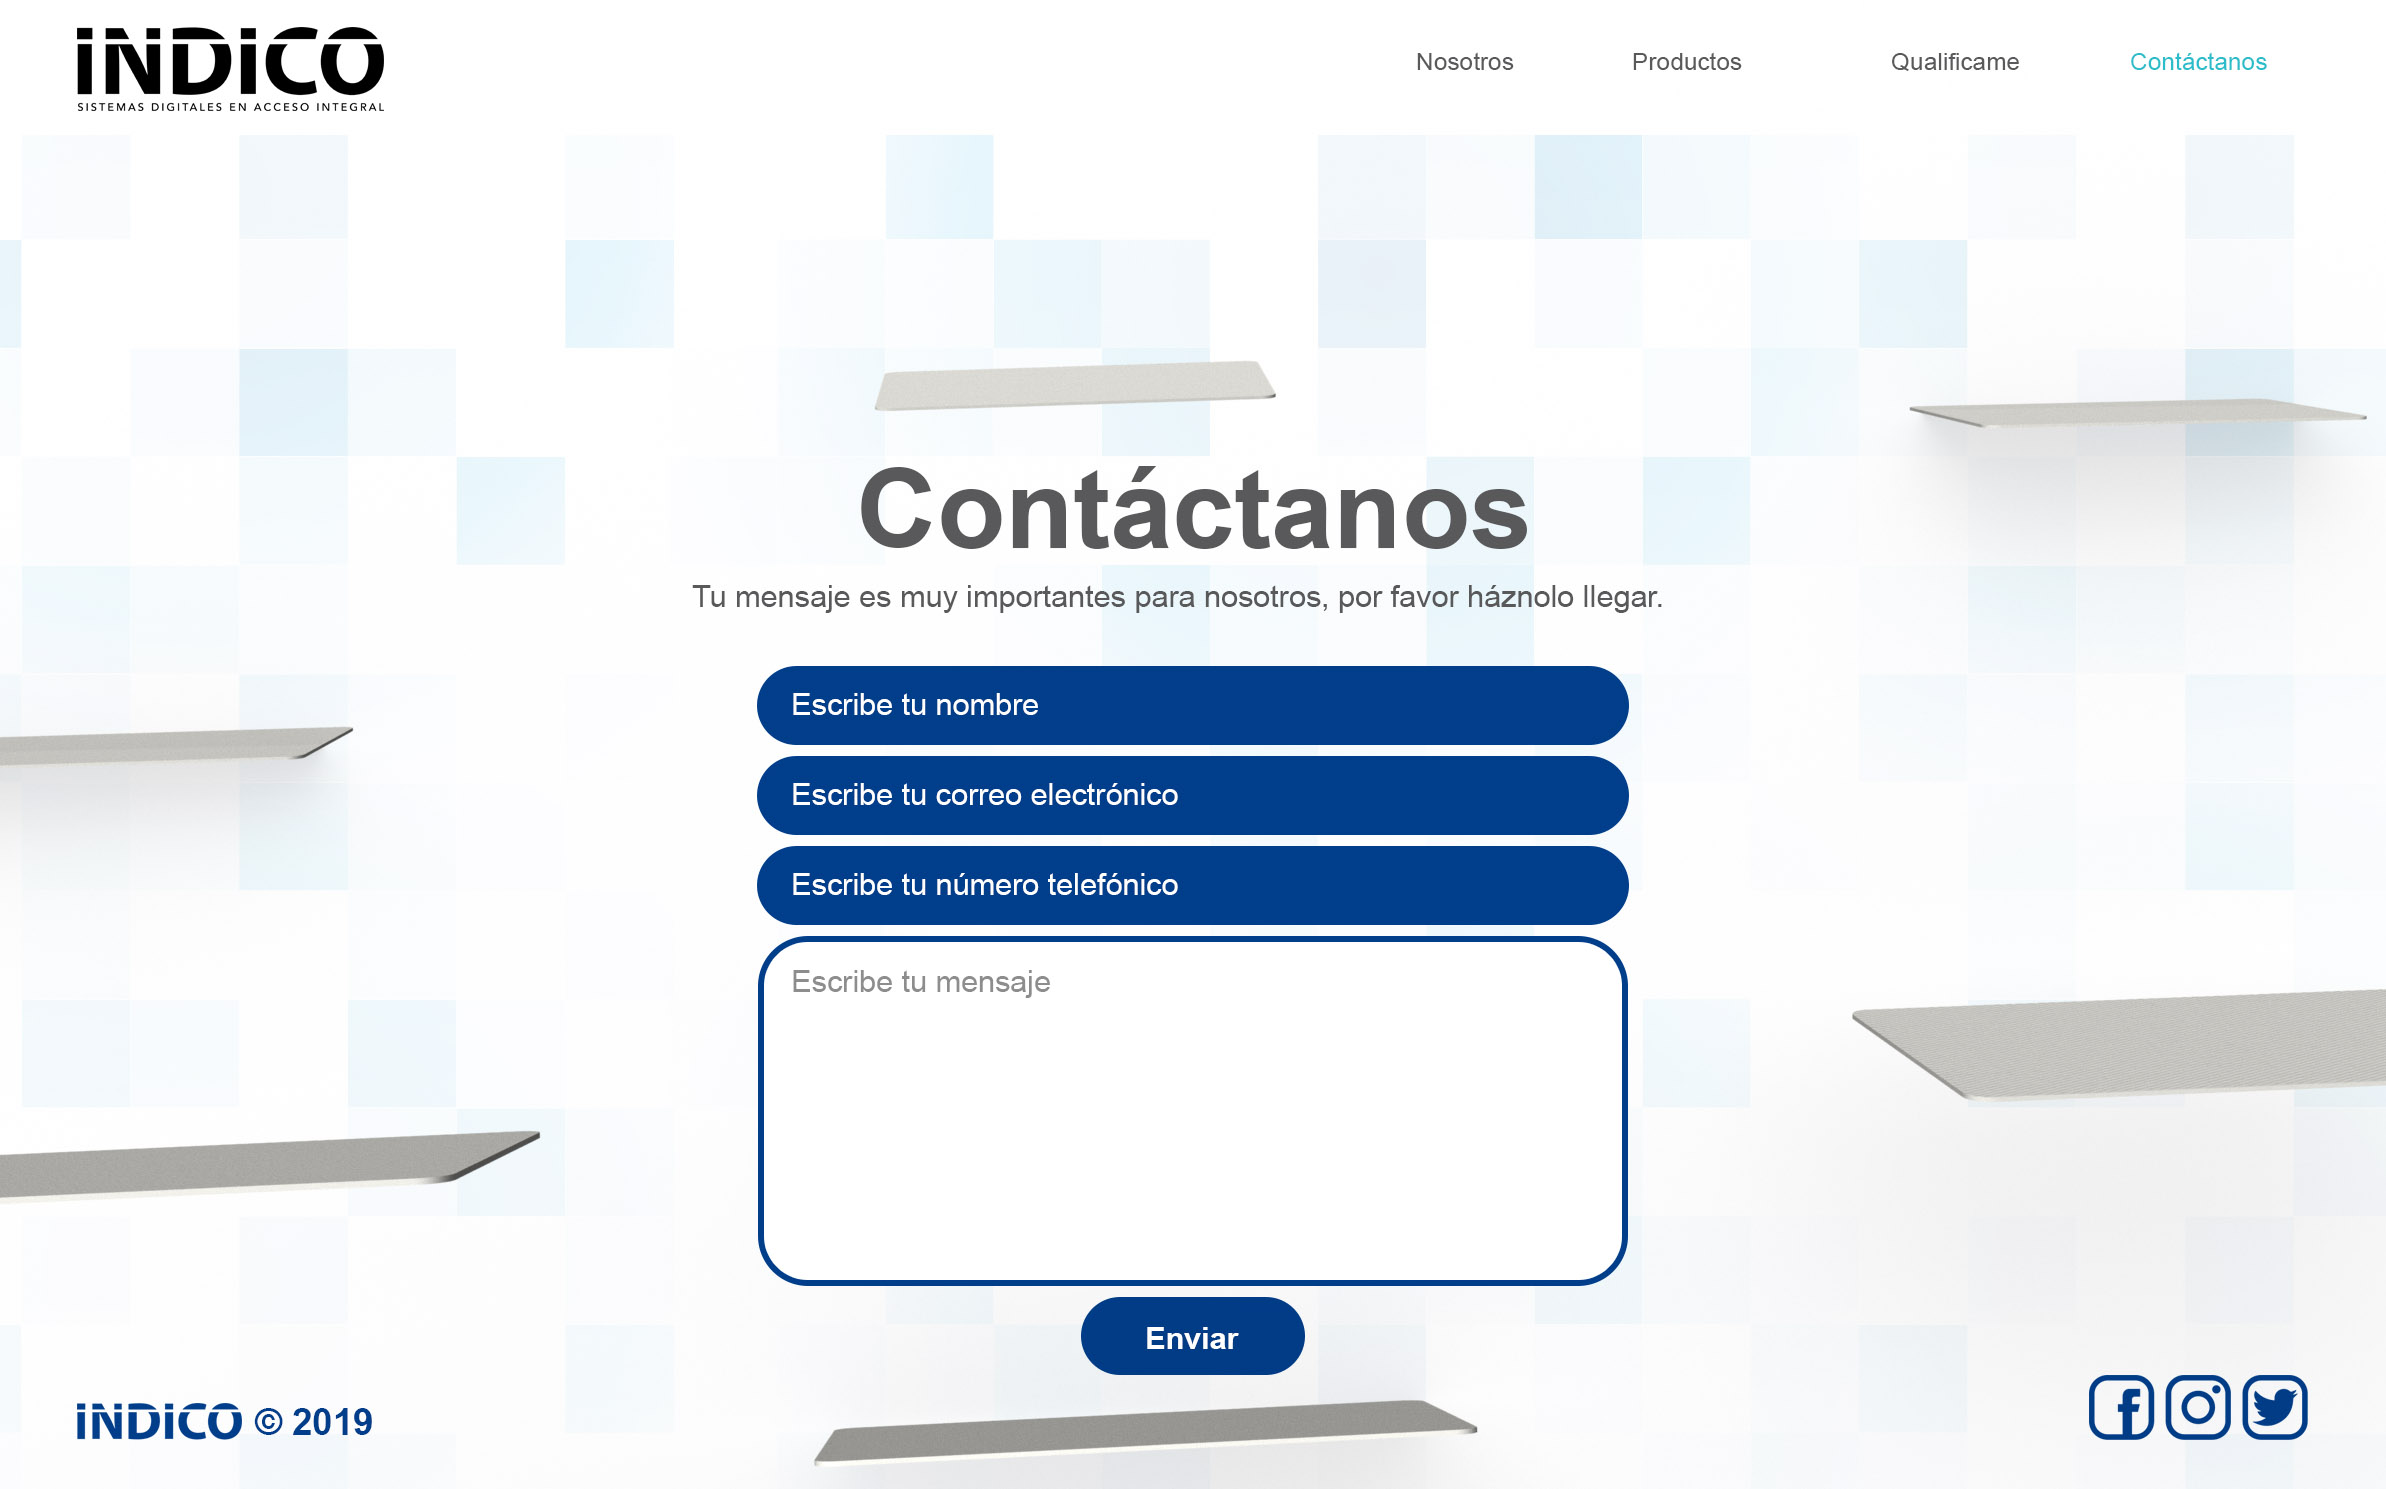 INDICO
SISTEMAS DIGITALES EN ACCESO INTEGRAL
Nosotros Productos Qualificame Contáctanos
Contáctanos
Tu mensaje es muy importantes para nosotros, por favor háznolo llegar.
Escribe tu nombre
Escribe tu correo electrónico
Escribe tu número telefónico
Escribe tu mensaje
Enviar
INDICO © 2019